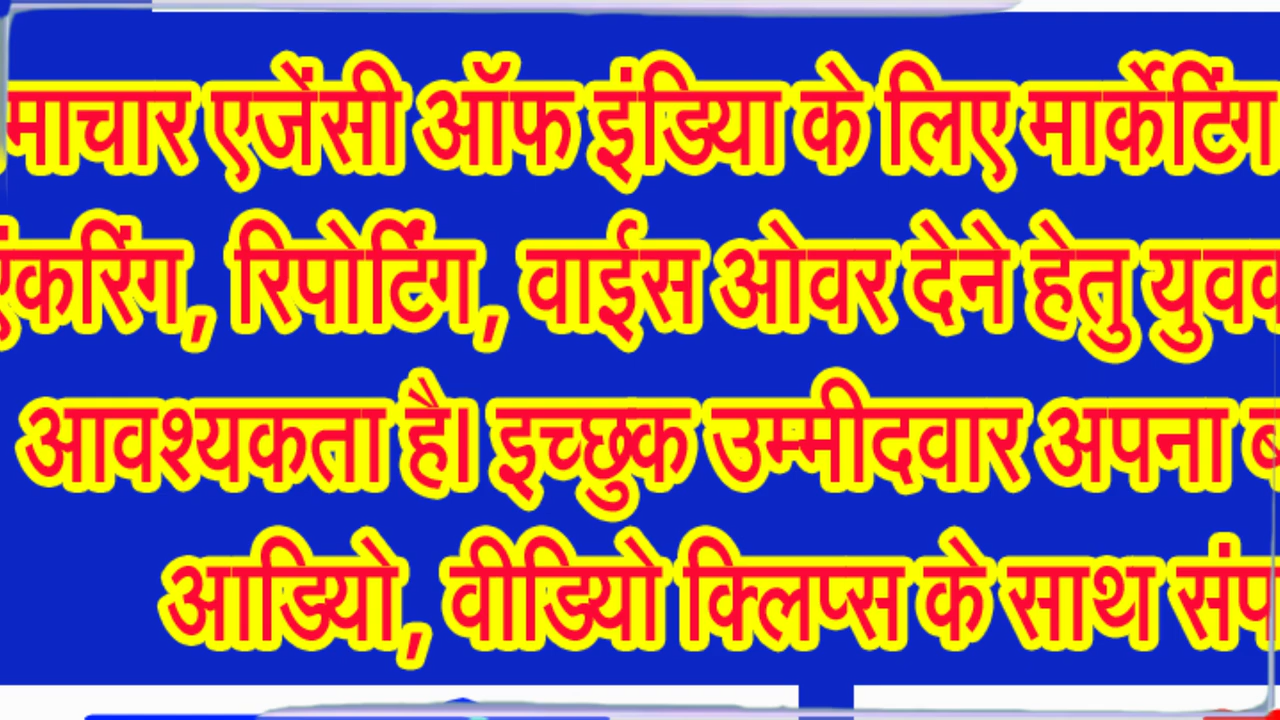 माचार एजेंसी ऑफ इंडिया के लिए मार्केटिंग
एंकरिंग, रिपोर्टिंग, वाईस ओवर देने हेतु युवक
आवश्यकता है। इच्छुक उम्मीदवार अपना ब
आडियो, वीडियो क्लिप्स के साथ संप